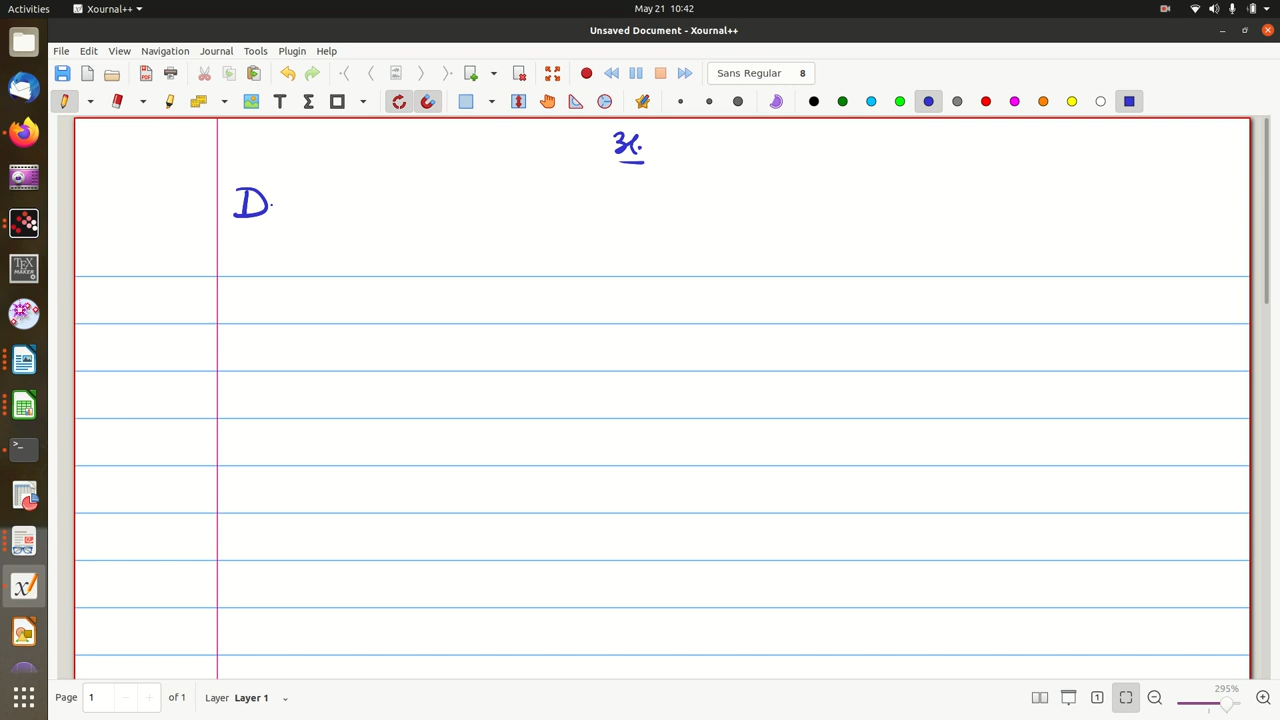 Activities Xournal++ May 21 10:42
Unsaved Document - Xournal++
File Edit View Navigation Journal Tools Plugin Help
Sans Regular 8
D
Page 1 of 1 Layer Layer 1 295%